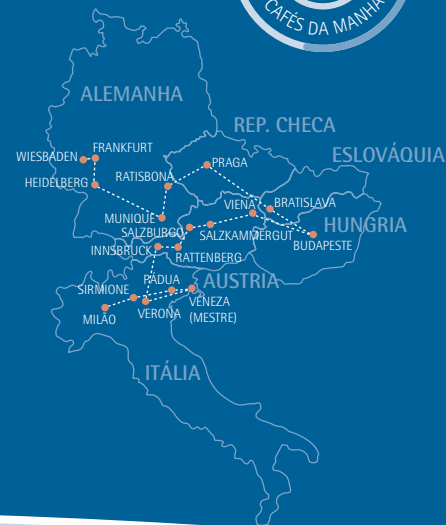 CAFÉS DA MANHÃ
ALEMANHA
REP. CHECA
ESLOVÁQUIA
FRANKFURT
WIESBADEN
PRAGA
RATISBONA
HEIDELBERG
VIENA
BRATISLAVA
MUNIQUE
HUNGRIA
SALZBURGO
SALZKAMMERGUT
BUDAPESTE
INNSBRUCK
RATTENBERG
PÁDUA
ÁUSTRIA
SIRMIONE
VENEZA
(MESTRE)
MILÃO
VERONA
ITÁLIA